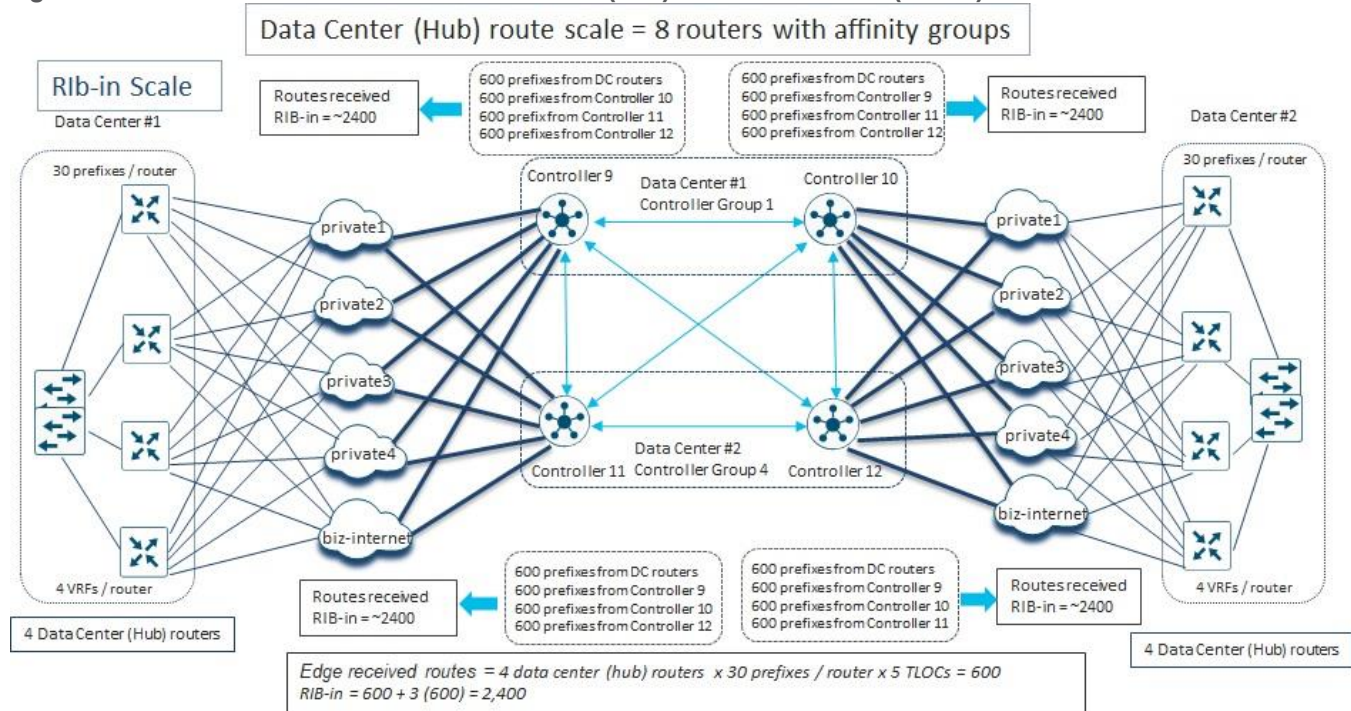 Data Center (Hub) route scale = 8 routers with affinity groups
RIb-in Scale
Data Center #1
Routes received
RIB-in = ~2400
600 prefixes from DC routers
600 prefixes from Controller 10
600 prefix from Controller 11
600 prefixes from Controller 12
600 prefixes from DC routers
600 prefixes from Controller 9
600 prefixes from Controller 11
600 prefixes from Controller 12
Routes received
RIB-in = ~2400
Data Center #2
30 prefixes / router
Controller 9
Data Center #1
Controller Group 1
Controller 10
30 prefixes / router
private1
private2
private3
private4
biz-internet
private1
private2
private3
private4
biz-internet
Controller 11
Data Center #2
Controller Group 4
Controller 12
4 VRFs / router
4 Data Center (Hub) routers
Routes received
RIB-in = ~2400
600 prefixes from DC routers
600 prefixes from Controller 9
600 prefixes from Controller 10
600 prefixes from Controller 12
600 prefixes from DC routers
600 prefixes from Controller 9
600 prefixes from Controller 10
600 prefixes from Controller 11
Routes received
RIB-in = ~2400
4 VRFs / router
4 Data Center (Hub) routers
Edge received routes = 4 data center (hub) routers x 30 prefixes / router x 5 TLOCs = 600
RIB-in = 600 + 3 (600) = 2,400